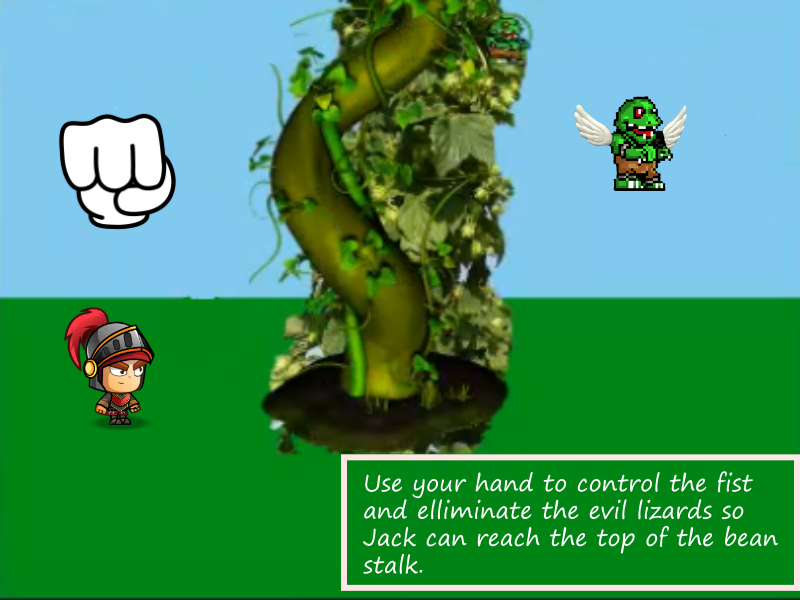 Use your hand to control the fist
and elliminate the evil lizards so
Jack can reach the top of the bean
stalk.